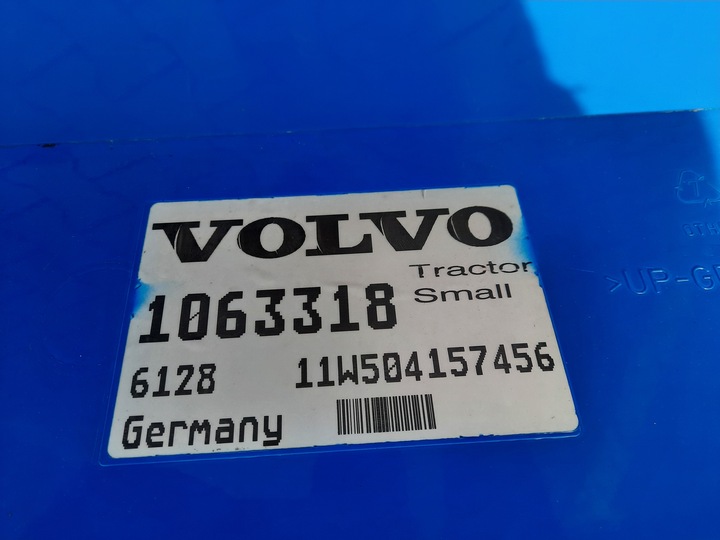 VOLVO
Tractor
1063318 Small
6128 11W504157456
Germany